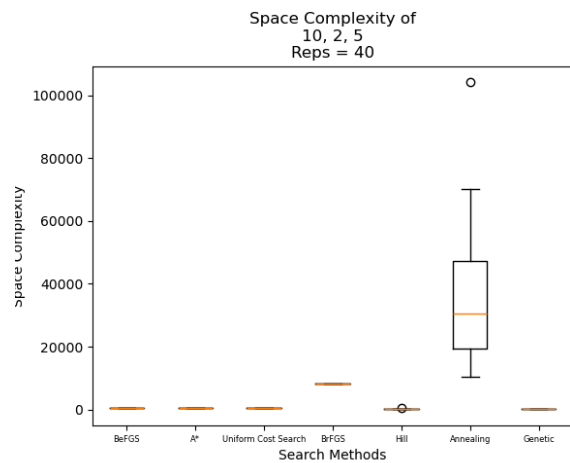 Space Complexity of
10, 2, 5
Reps = 40
100000
80000
60000
40000
20000
0
Space Complexity
BeFGS A* Uniform Cost Search BrFGS Hill Annealing Genetic
Search Methods